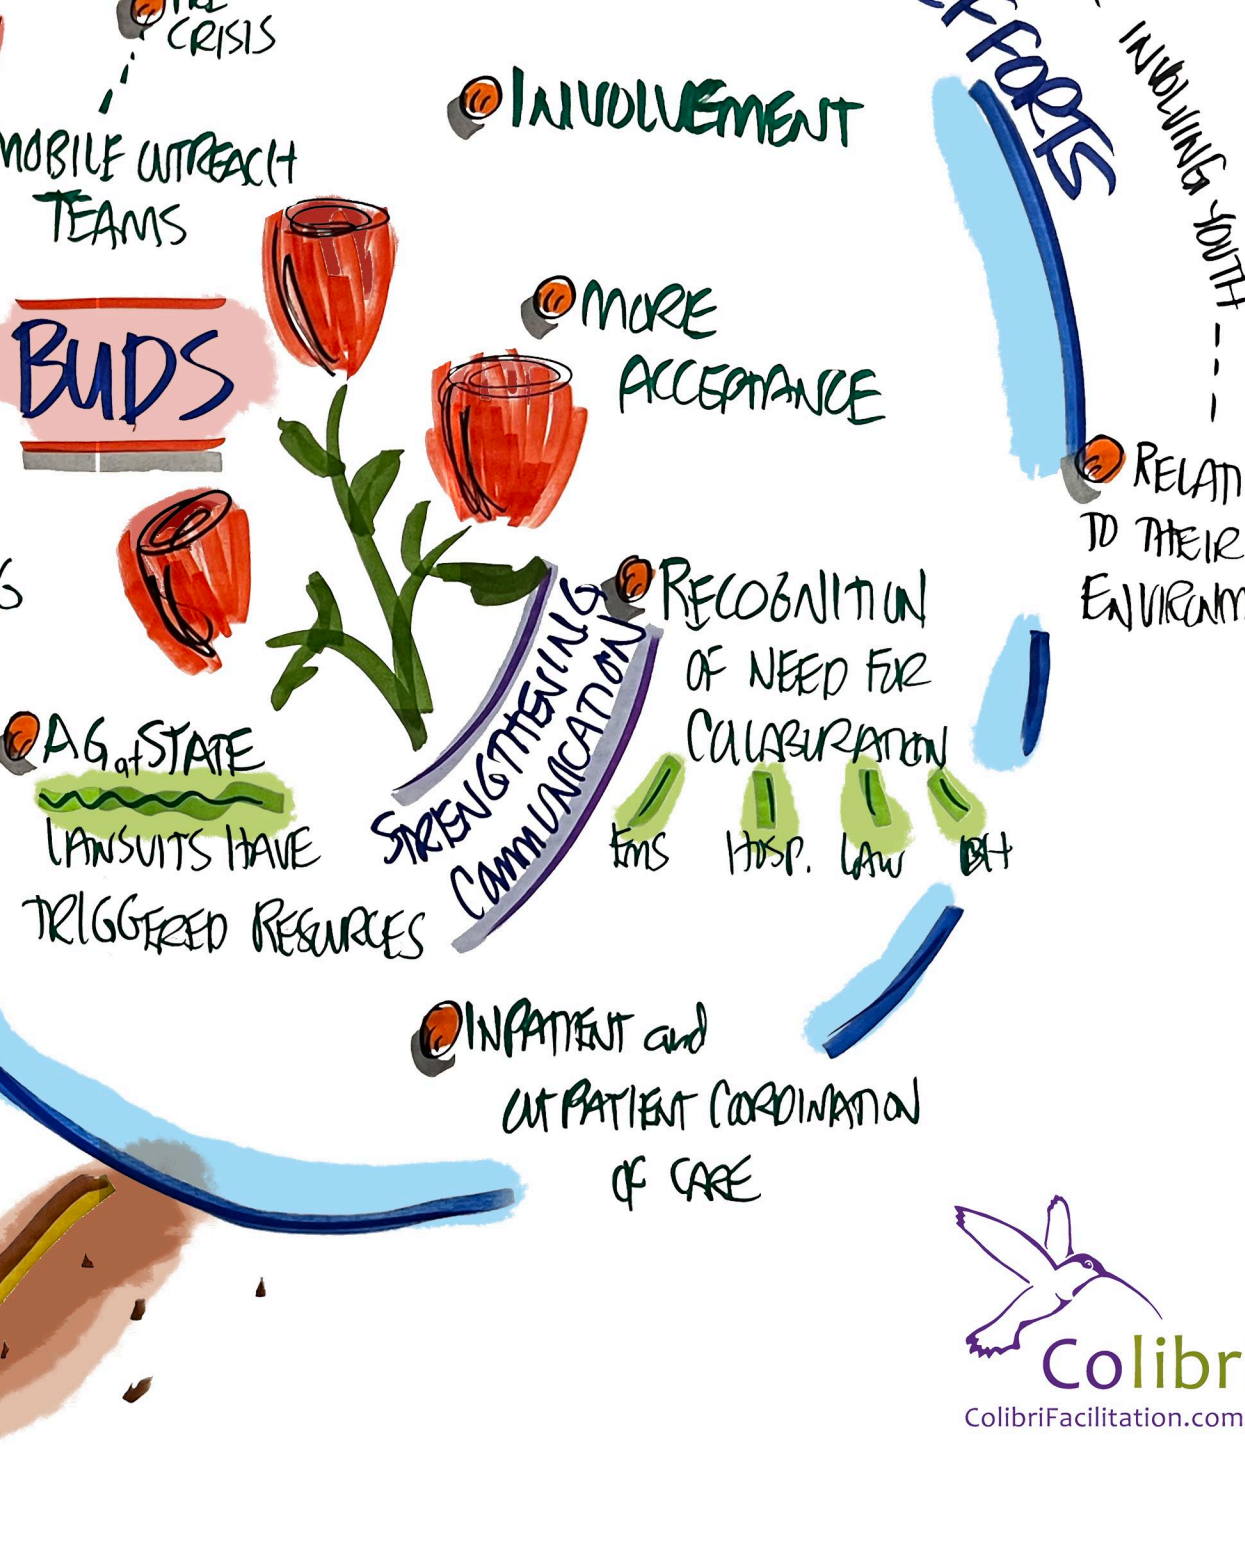 CRISIS
MOBILE OUTREACH
TEAMS
INVOLVEMENT
EFFORTS
INVOLVING YOUTH
BUDS
MORE
ACCEPTANCE
TO THEIR
RECOGNITION
OF NEED FOR
COLLABORATION
EMS HOSP. LAW BH
STRENGTHENING
COMMUNICATION
AG at STATE
LAWSUITS HAVE
TRIGGERED RESOURCES
INPATIENT and
OUTPATIENT COORDINATION
OF CARE
Colibr
ColibriFacilitation.com